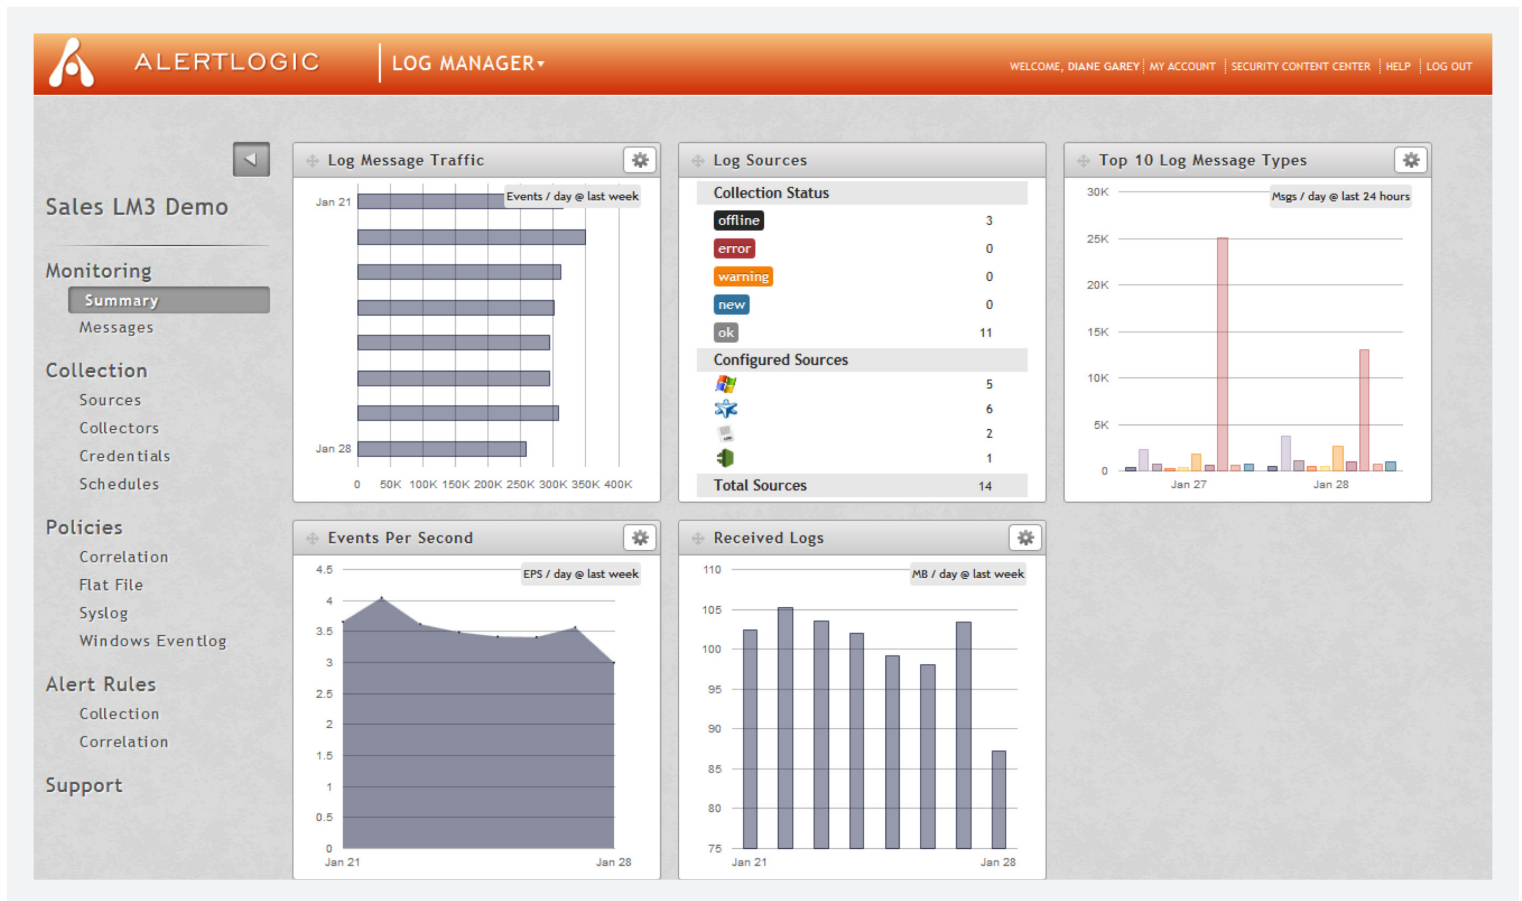 ALERTLOGIC
LOG MANAGER
WELCOME, DIANE GAREY
MY ACCOUNT
SECURITY CONTENT CENTER
HELP
LOG OUT
Sales LM3 Demo
Monitoring
Summary
Messages
Collection
Sources
Collectors
Credentials
Schedules
Policies
Correlation
Flat File
Syslog
Windows Eventlog
Alert Rules
Collection
Correlation
Support
Log Message Traffic
Events / day @ last week
Jan 21
Jan 28
0 50K 100K 150K 200K 250K 300K 350K 400K
Log Sources
Collection Status
offline 3
error 0
warning 0
new 0
ok 11
Configured Sources
5
6
2
1
Total Sources 14
Top 10 Log Message Types
Msgs / day @ last 24 hours
30K
25K
20K
15K
10K
5K
0
Jan 27 Jan 28
Events Per Second
EPS / day @ last week
4.5
4
3.5
3
2.5
2
1.5
1
0.5
0
Jan 21 Jan 28
Received Logs
MB / day @ last week
110
105
100
95
90
85
80
75
Jan 21 Jan 28